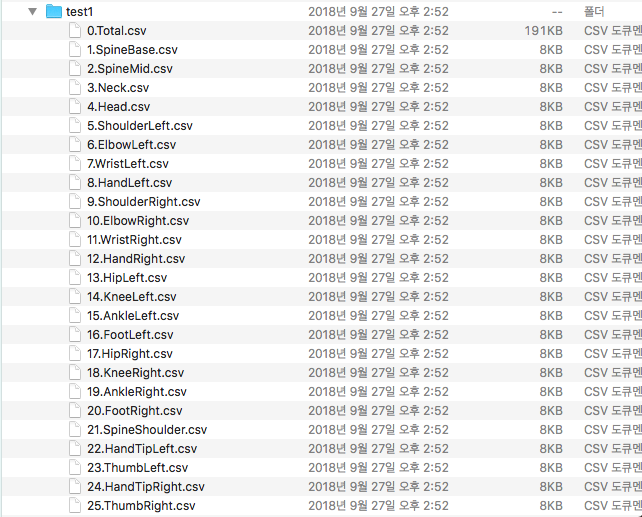 test1 2018년 9월 27일 오후 2:52 -- 폴더
0.Total.csv 2018년 9월 27일 오후 2:52 191KB CSV 도큐멘
1.SpineBase.csv 2018년 9월 27일 오후 2:52 8KB CSV 도큐멘
2.SpineMid.csv 2018년 9월 27일 오후 2:52 8KB CSV 도큐멘
3.Neck.csv 2018년 9월 27일 오후 2:52 8KB CSV 도큐멘
4.Head.csv 2018년 9월 27일 오후 2:52 8KB CSV 도큐멘
5.ShoulderLeft.csv 2018년 9월 27일 오후 2:52 8KB CSV 도큐멘
6.ElbowLeft.csv 2018년 9월 27일 오후 2:52 8KB CSV 도큐멘
7.WristLeft.csv 2018년 9월 27일 오후 2:52 8KB CSV 도큐멘
8.HandLeft.csv 2018년 9월 27일 오후 2:52 8KB CSV 도큐멘
9.ShoulderRight.csv 2018년 9월 27일 오후 2:52 8KB CSV 도큐멘
10.ElbowRight.csv 2018년 9월 27일 오후 2:52 8KB CSV 도큐멘
11.WristRight.csv 2018년 9월 27일 오후 2:52 8KB CSV 도큐멘
12.HandRight.csv 2018년 9월 27일 오후 2:52 8KB CSV 도큐멘
13.HipLeft.csv 2018년 9월 27일 오후 2:52 8KB CSV 도큐멘
14.KneeLeft.csv 2018년 9월 27일 오후 2:52 8KB CSV 도큐멘
15.AnkleLeft.csv 2018년 9월 27일 오후 2:52 8KB CSV 도큐멘
16.FootLeft.csv 2018년 9월 27일 오후 2:52 8KB CSV 도큐멘
17.HipRight.csv 2018년 9월 27일 오후 2:52 8KB CSV 도큐멘
18.KneeRight.csv 2018년 9월 27일 오후 2:52 8KB CSV 도큐멘
19.AnkleRight.csv 2018년 9월 27일 오후 2:52 8KB CSV 도큐멘
20.FootRight.csv 2018년 9월 27일 오후 2:52 8KB CSV 도큐멘
21.SpineShoulder.csv 2018년 9월 27일 오후 2:52 8KB CSV 도큐멘
22.HandTipLeft.csv 2018년 9월 27일 오후 2:52 8KB CSV 도큐멘
23.ThumbLeft.csv 2018년 9월 27일 오후 2:52 8KB CSV 도큐멘
24.HandTipRight.csv 2018년 9월 27일 오후 2:52 8KB CSV 도큐멘
25.ThumbRight.csv 2018년 9월 27일 오후 2:52 8KB CSV 도큐멘